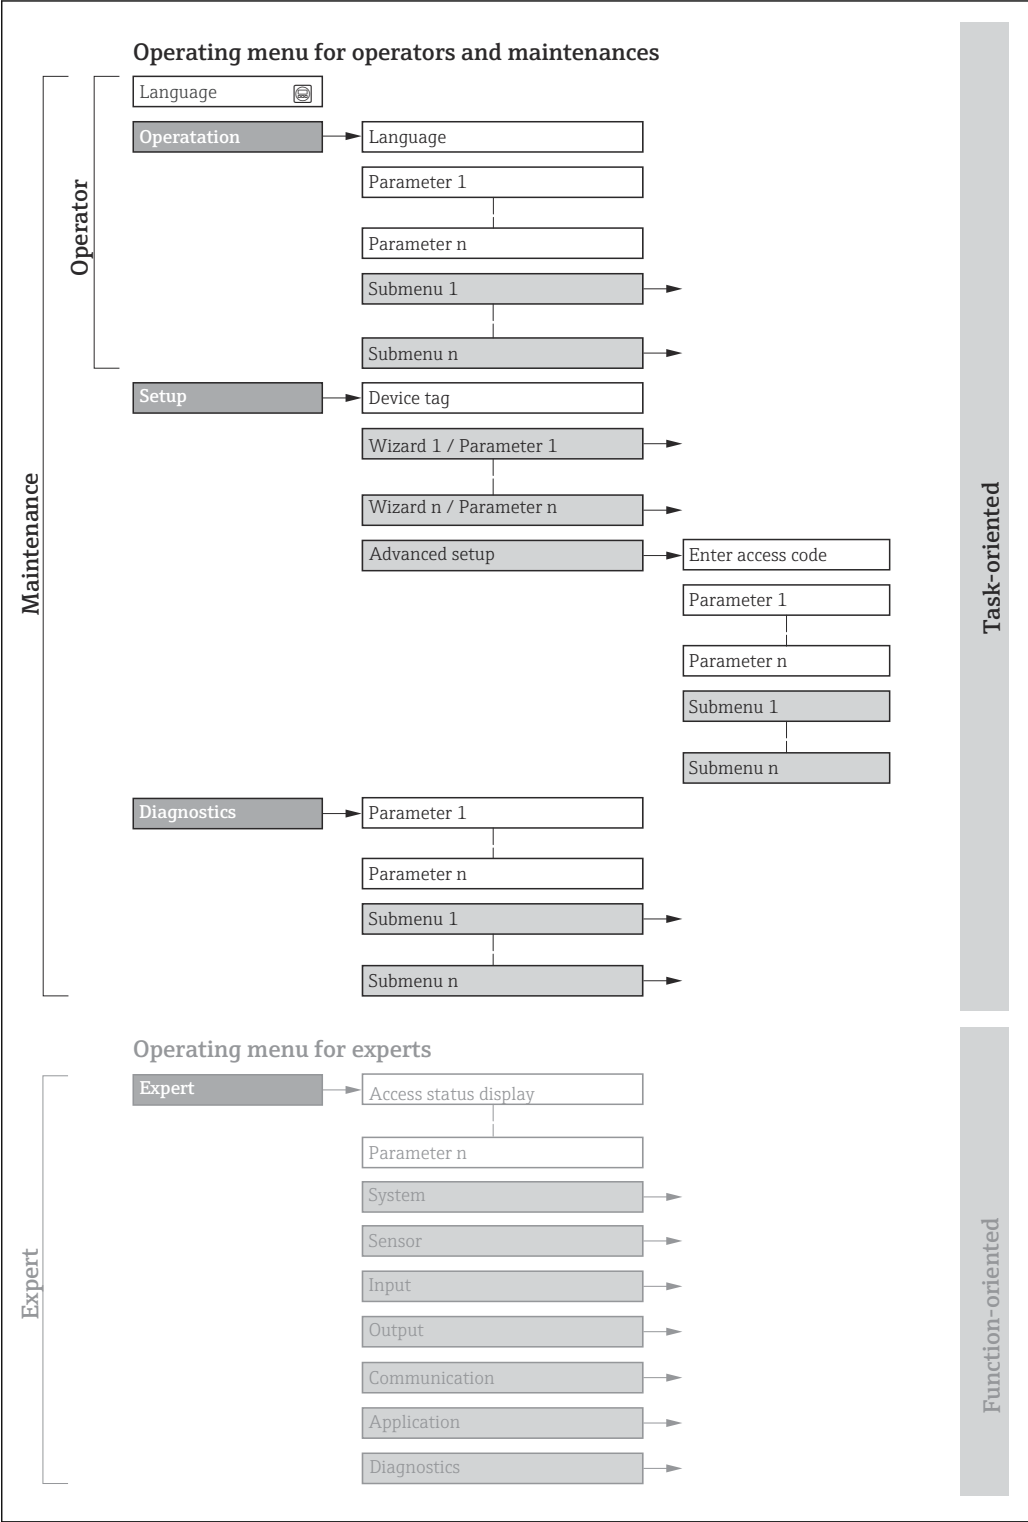 Operating menu for operators and maintenances
Language
Operatation
Language
Parameter 1
Parameter n
Submenu 1
Submenu n
Operator
Setup
Device tag
Wizard 1 / Parameter 1
Wizard n / Parameter n
Advanced setup
Enter access code
Parameter 1
Parameter n
Submenu 1
Submenu n
Maintenance
Task-oriented
Diagnostics
Parameter 1
Parameter n
Submenu 1
Submenu n
Operating menu for experts
Expert
Access status display
Parameter n
System
Sensor
Input
Output
Communication
Application
Diagnostics
Expert
Function-oriented